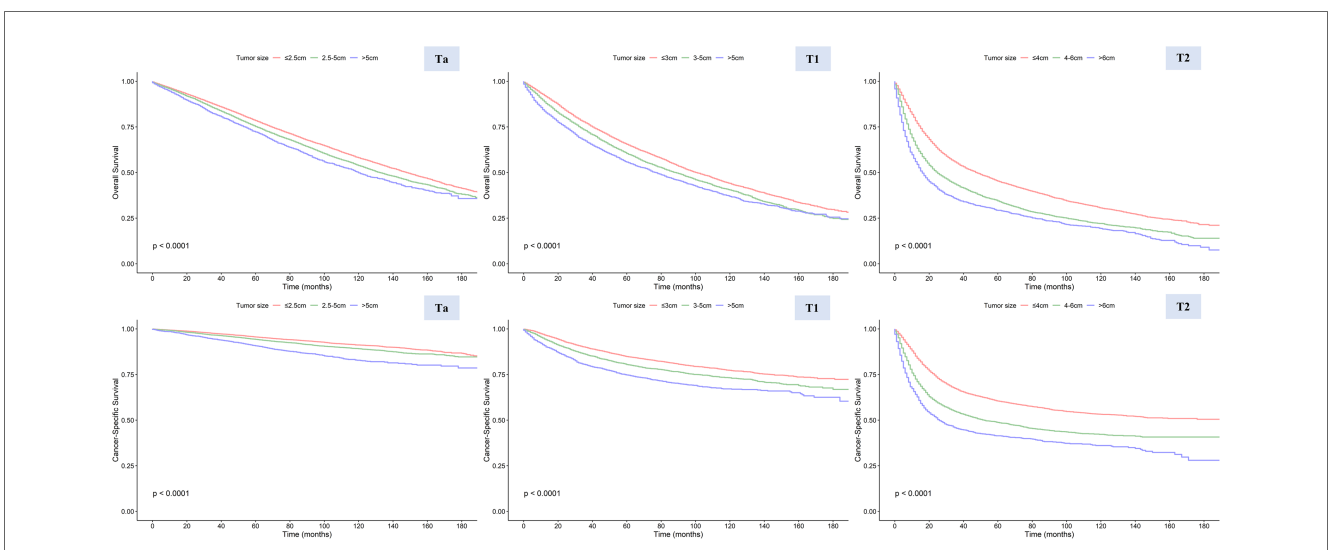 Tumor size ≤2.5cm 2.5-5cm >5cm
Ta
Overall Survival
1.00
0.75
0.50
0.25
0.00
p < 0.0001
0 20 40 60 80 100 120 140 160 180
Time (months)
Tumor size ≤3cm 3-5cm >5cm
T1
Overall Survival
1.00
0.75
0.50
0.25
0.00
p < 0.0001
0 20 40 60 80 100 120 140 160 180
Time (months)
Tumor size ≤4cm 4-6cm >6cm
T2
Overall Survival
1.00
0.75
0.50
0.25
0.00
p < 0.0001
0 20 40 60 80 100 120 140 160 180
Time (months)
Tumor size ≤2.5cm 2.5-5cm >5cm
Ta
Cancer-Specific Survival
1.00
0.75
0.50
0.25
0.00
p < 0.0001
0 20 40 60 80 100 120 140 160 180
Time (months)
Tumor size ≤3cm 3-5cm >5cm
T1
Cancer-Specific Survival
1.00
0.75
0.50
0.25
0.00
p < 0.0001
0 20 40 60 80 100 120 140 160 180
Time (months)
Tumor size ≤4cm 4-6cm >6cm
T2
Cancer-Specific Survival
1.00
0.75
0.50
0.25
0.00
p < 0.0001
0 20 40 60 80 100 120 140 160 180
Time (months)